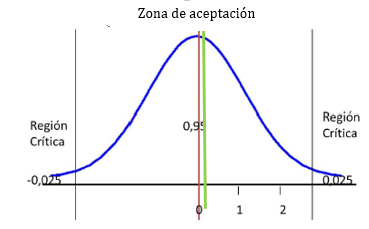 Zona de aceptación
Región
Crítica
Región
Crítica
0,95
-0,025
0,025
0
1
2